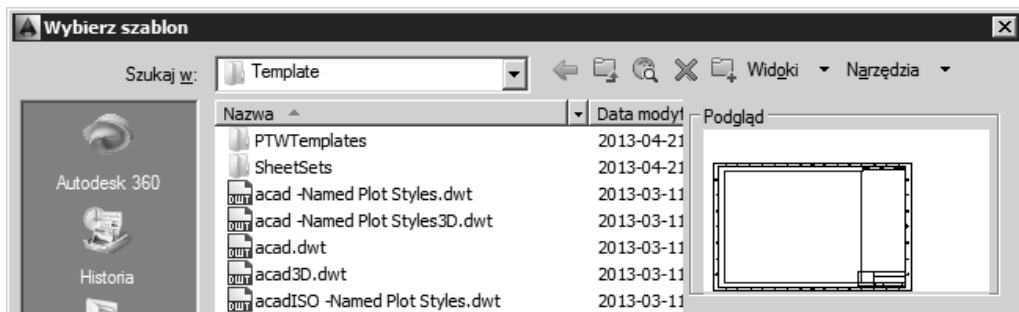 Wybierz szablon
Szukaj w: Template Widoki Narzędzia
Nazwa Data modyf Podgląd
PTWTemplates 2013-04-21
SheetSets 2013-04-21
Autodesk 360
acad -Named Plot Styles.dwt 2013-03-11
acad -Named Plot Styles3D.dwt 2013-03-11
acad.dwt 2013-03-11
acad3D.dwt 2013-03-11
Historia
acadISO -Named Plot Styles.dwt 2013-03-11